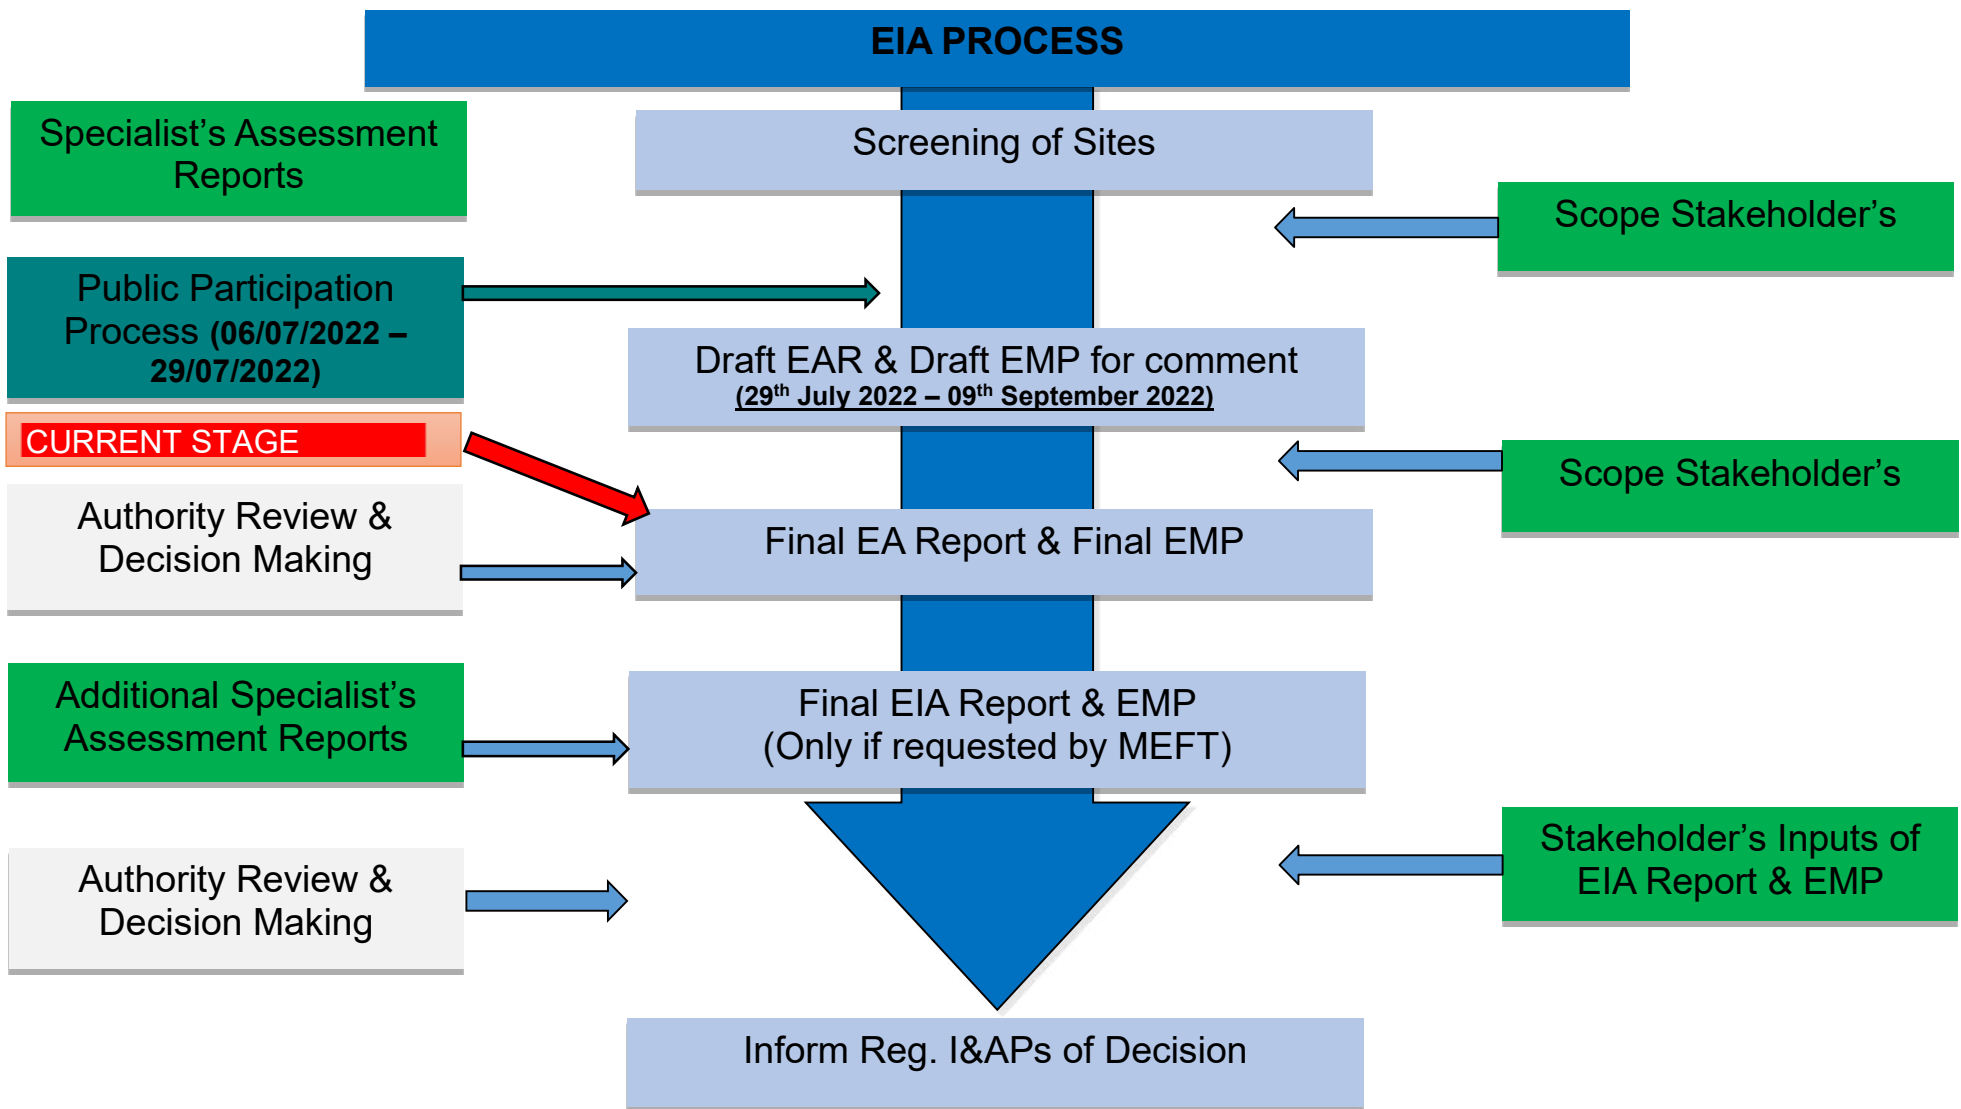 EIA PROCESS
Specialist’s Assessment
Reports
Screening of Sites
Scope Stakeholder’s
Public Participation
Process (06/07/2022 –
29/07/2022)
Draft EAR & Draft EMP for comment
(29th July 2022 – 09th September 2022)
CURRENT STAGE
Scope Stakeholder’s
Authority Review &
Decision Making
Final EA Report & Final EMP
Additional Specialist’s
Assessment Reports
Final EIA Report & EMP
(Only if requested by MEFT)
Stakeholder’s Inputs of
EIA Report & EMP
Authority Review &
Decision Making
Inform Reg. I&APs of Decision